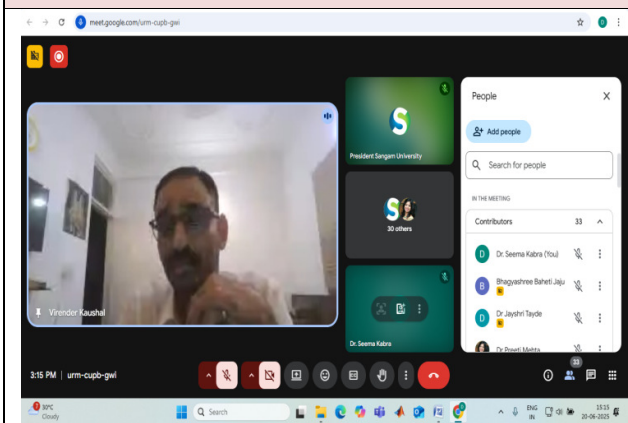 meet.google.com/urm-cupb-gwi
D
S
President Sangam University
S
30 others
Dr. Seema Kabra
Virender Kaushal
People
Add people
Search for people
IN THE MEETING
Contributors 33
D Dr. Seema Kabra (You)
B Bhagyashree Baheti Jaju
D Dr Jayshri Tayde
Dr Preeti Mehta
3:15 PM | urm-cupb-gwi
33
30°C
Cloudy
Search
ENG
IN
15:15
20-06-2025